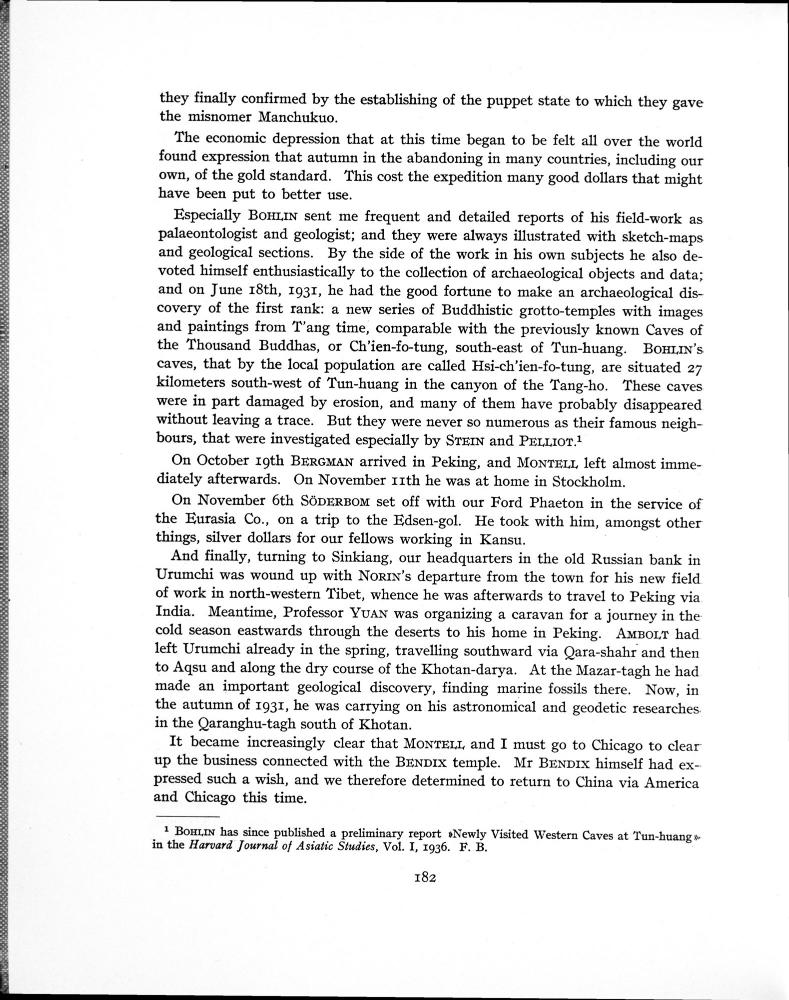 they finally confirmed by the establishing of the puppet state to which they gave
the misnomer Manchukuo.
The economic depression that at this time began to be felt all over the world
found expression that autumn in the abandoning in many countries, including our
own, of the gold standard. This cost the expedition many good dollars that might
have been put to better use.
Especially BOHLIN sent me frequent and detailed reports of his field-work as
palaeontologist and geologist; and they were always illustrated with sketch-maps
and geological sections. By the side of the work in his own subjects he also de-
voted himself enthusiastically to the collection of archaeological objects and data;
and on June 18th, 1931, he had the good fortune to make an archaeological dis-
covery of the first rank: a new series of Buddhistic grotto-temples with images
and paintings from T'ang time, comparable with the previously known Caves of
the Thousand Buddhas, or Ch'ien-fo-tung, south-east of Tun-huang. BOHLIN's
caves, that by the local population are called Hsi-ch'ien-fo-tung, are situated 27
kilometers south-west of Tun-huang in the canyon of the Tang-ho. These caves
were in part damaged by erosion, and many of them have probably disappeared
without leaving a trace. But they were never so numerous as their famous neigh-
bours, that were investigated especially by STEIN and PELLIOT.¹
On October 19th BERGMAN arrived in Peking, and MONTELL left almost imme-
diately afterwards. On November 11th he was at home in Stockholm.
On November 6th SÖDERBOM set off with our Ford Phaeton in the service of
the Eurasia Co., on a trip to the Edsen-gol. He took with him, amongst other
things, silver dollars for our fellows working in Kansu.
And finally, turning to Sinkiang, our headquarters in the old Russian bank in
Urumchi was wound up with NORIN's departure from the town for his new field
of work in north-western Tibet, whence he was afterwards to travel to Peking via
India. Meantime, Professor YUAN was organizing a caravan for a journey in the
cold season eastwards through the deserts to his home in Peking. AMBOLT had
left Urumchi already in the spring, travelling southward via Qara-shahr and then
to Aqsu and along the dry course of the Khotan-darya. At the Mazar-tagh he had
made an important geological discovery, finding marine fossils there. Now, in
the autumn of 1931, he was carrying on his astronomical and geodetic researches
in the Qaranghu-tagh south of Khotan.
It became increasingly clear that MONTELL and I must go to Chicago to clear
up the business connected with the BENDIX temple. Mr BENDIX himself had ex-
pressed such a wish, and we therefore determined to return to China via America
and Chicago this time.
¹ BOHLIN has since published a preliminary report »Newly Visited Western Caves at Tun-huang»
in the Harvard Journal of Asiatic Studies, Vol. I, 1936. F. B.
182